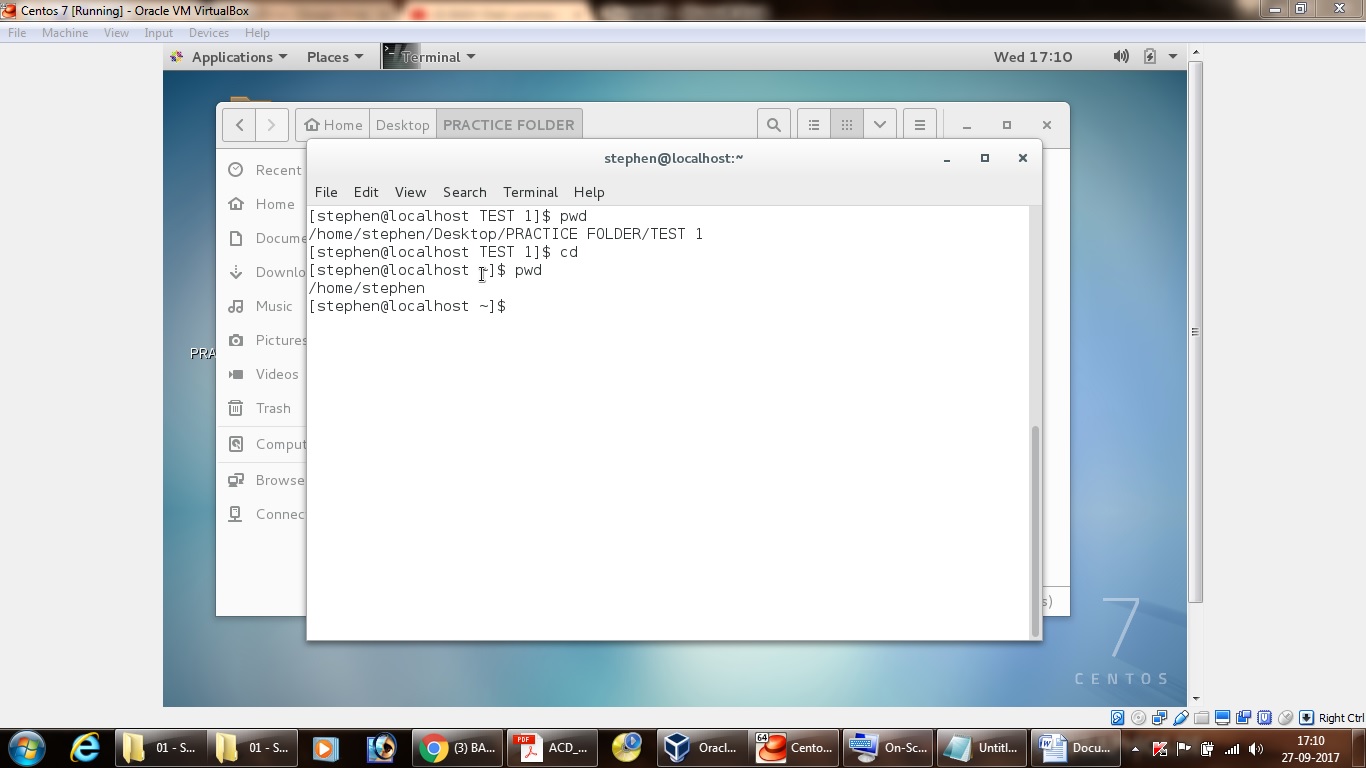 Centos 7 [Running] - Oracle VM VirtualBox
File Machine View Input Devices Help
Applications Places Terminal Wed 17:10
Home Desktop PRACTICE FOLDER
stephen@localhost:~
File Edit View Search Terminal Help
Recent
Home
Docume
Downlo
Music
Pictures
Videos
Trash
Comput
Browse
Connec
PRA
[stephen@localhost TEST 1]$ pwd
/home/stephen/Desktop/PRACTICE FOLDER/TEST 1
[stephen@localhost TEST 1]$ cd
[stephen@localhost ~]$ pwd
/home/stephen
[stephen@localhost ~]$
s)
7
CENTOS
Right Ctrl
01 - S... 01 - S... (3) BA... ACD_... Oracl... 64 Cento... On-Sc... Untitl... Docu... 17:10
27-09-2017